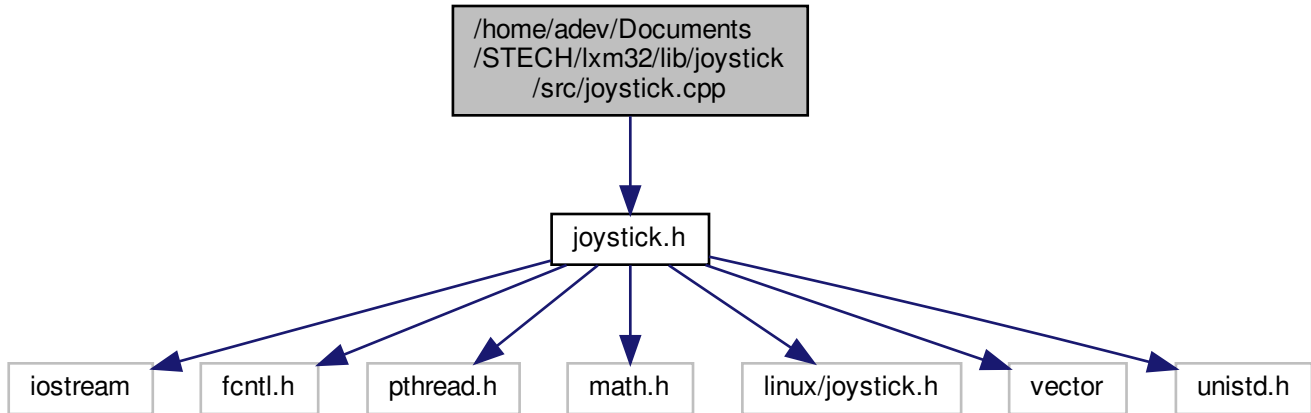 /home/adev/Documents
/STECH/lxm32/lib/joystick
/src/joystick.cpp
joystick.h
iostream
fcntl.h
pthread.h
math.h
linux/joystick.h
vector
unistd.h